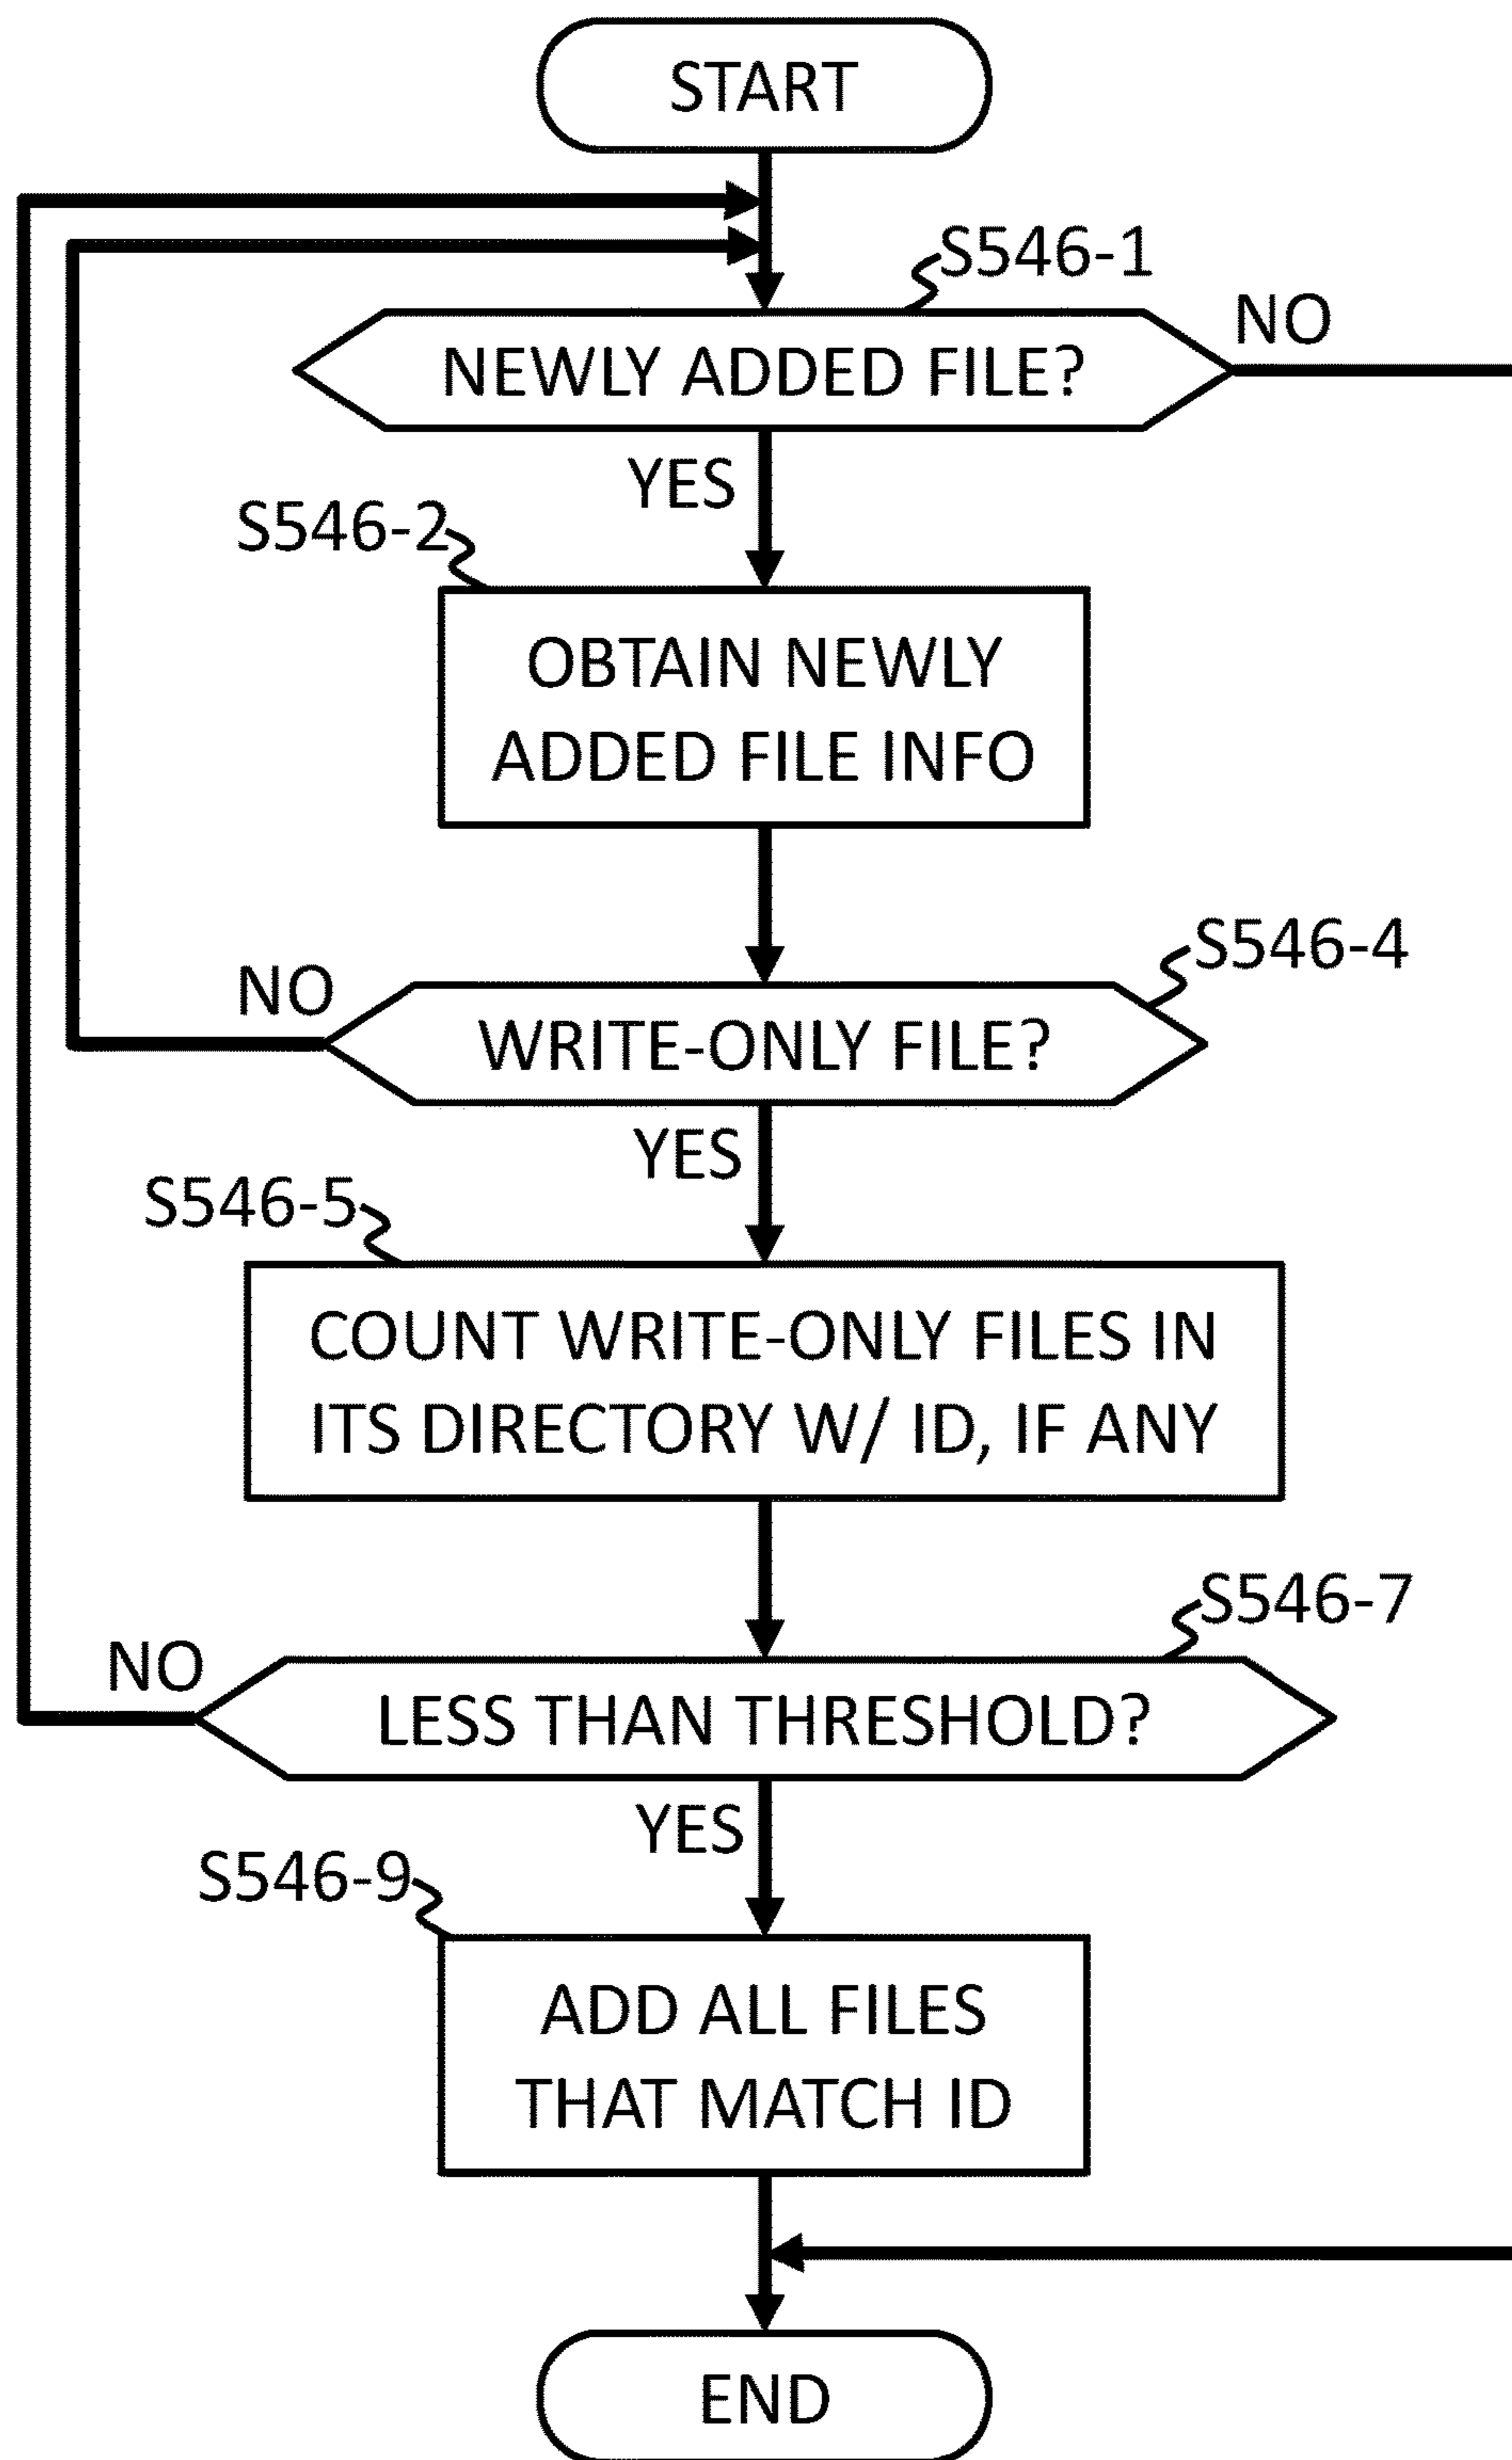 START
S546-1
NEWLY ADDED FILE?
NO
YES
S546-2
OBTAIN NEWLY
ADDED FILE INFO
S546-4
NO
WRITE-ONLY FILE?
YES
S546-5
COUNT WRITE-ONLY FILES IN
ITS DIRECTORY W/ ID, IF ANY
S546-7
NO
LESS THAN THRESHOLD?
YES
S546-9
ADD ALL FILES
THAT MATCH ID
END